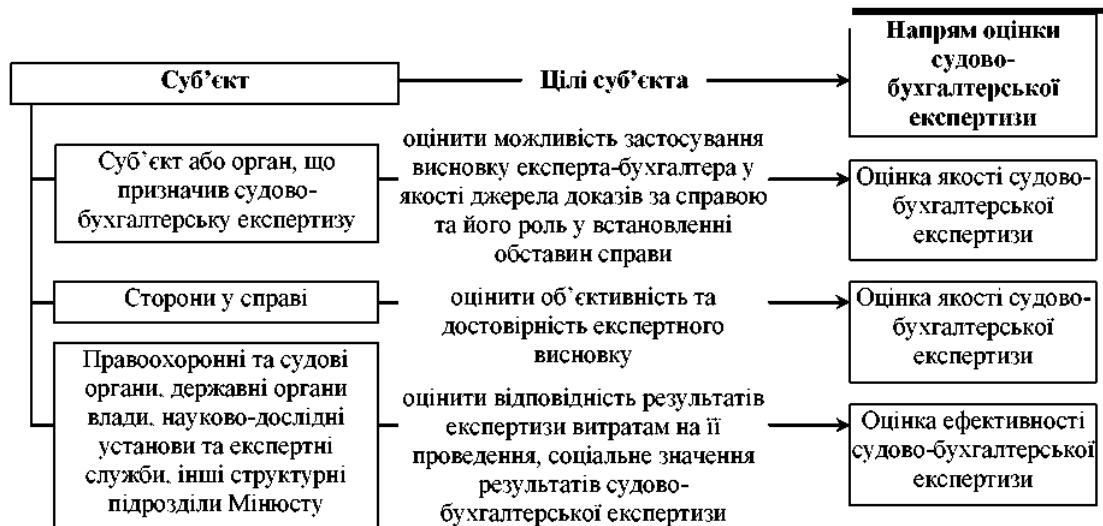 Суб’єкт
Цілі суб’єкта
Напрям оцінки
судово-
бухгалтерської
експертизи
Суб’єкт або орган, що
призначив судово-
бухгалтерську експертизу
оцінити можливість застосування
висновку експерта-бухгалтера у
якості джерела доказів за справою
та його роль у встановленні
обставин справи
Оцінка якості судово-
бухгалтерської
експертизи
Сторони у справі
оцінити об’єктивність та
достовірність експертного
висновку
Оцінка якості судово-
бухгалтерської
експертизи
Правоохоронні та судові
органи, державні органи
влади, науково-дослідні
установи та експертні
служби, інші структурні
підрозділи Мінюсту
оцінити відповідність результатів
експертизи витратам на її
проведення, соціальне значення
результатів судово-
бухгалтерської експертизи
Оцінка ефективності
судово-бухгалтерської
експертизи